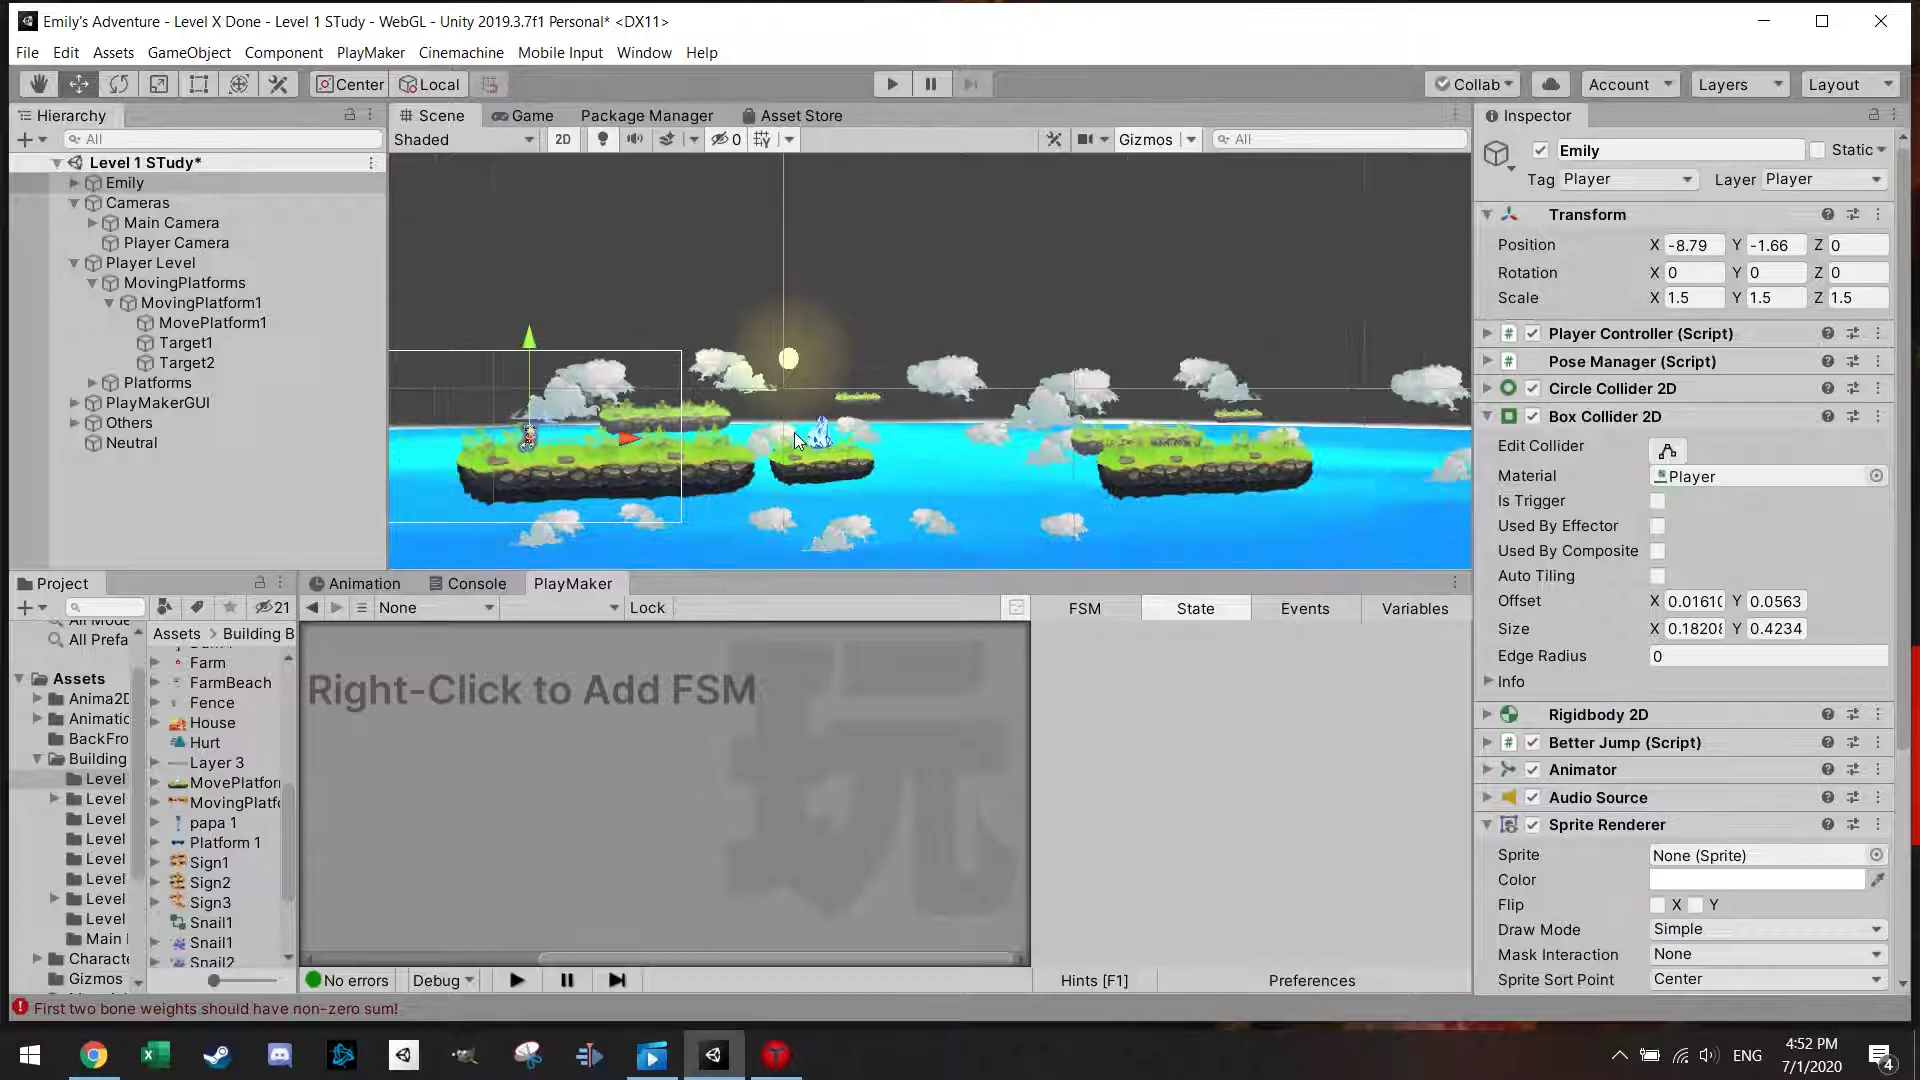 Emily's Adventure - Level X Done - Level 1 STudy - WebGL - Unity 2019.3.7f1 Personal* <DX11>
File Edit Assets GameObject Component PlayMaker Cinemachine Mobile Input Window Help
Center Local Collab Account Layers Layout
Hierarchy
All
Level 1 STudy*
Emily
Cameras
Main Camera
Player Camera
Player Level
MovingPlatforms
MovingPlatform1
MovePlatform1
Target1
Target2
Platforms
PlayMakerGUI
Others
Neutral
Scene Game Package Manager Asset Store
Shaded 2D 0 Gizmos All
Inspector
Emily Static
Tag Player Layer Player
Transform
Position X -8.79 Y -1.66 Z 0
Rotation X 0 Y 0 Z 0
Scale X 1.5 Y 1.5 Z 1.5
Player Controller (Script)
Pose Manager (Script)
Circle Collider 2D
Box Collider 2D
Edit Collider
Material Player
Is Trigger
Used By Effector
Used By Composite
Auto Tiling
Offset X 0.0161 Y 0.0563
Size X 0.1820 Y 0.4234
Edge Radius 0
Info
Rigidbody 2D
Better Jump (Script)
Animator
Audio Source
Sprite Renderer
Sprite None (Sprite)
Color
Flip X Y
Draw Mode Simple
Mask Interaction None
Sprite Sort Point Center
Project
21
All Prefa
Assets
Anima2D
Animatic
BackFro
Building
Level
Level
Level
Level
Level
Level
Level
Level
Main
Characte
Gizmos
Assets > Building B
Farm
FarmBeach
Fence
House
Hurt
Layer 3
MovePlatforn
MovingPlatf
papa 1
Platform 1
Sign1
Sign2
Sign3
Snail1
Snail1
Snail2
Animation Console PlayMaker
None Lock
FSM State Events Variables
Right-Click to Add FSM
玩
No errors Debug Hints [F1] Preferences
First two bone weights should have non-zero sum!
ENG
4:52 PM
7/1/2020
4